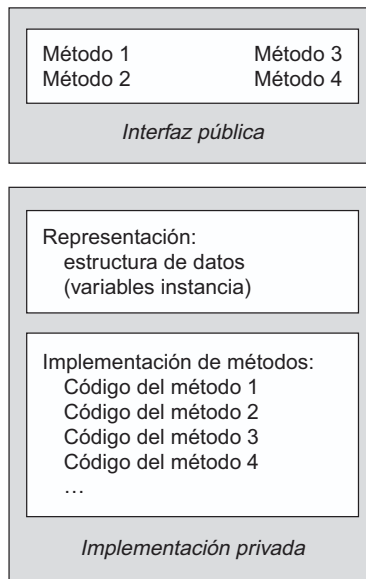 Método 1 Método 3
Método 2 Método 4
Interfaz pública
Representación:
estructura de datos
(variables instancia)
Implementación de métodos:
Código del método 1
Código del método 2
Código del método 3
Código del método 4
…
Implementación privada